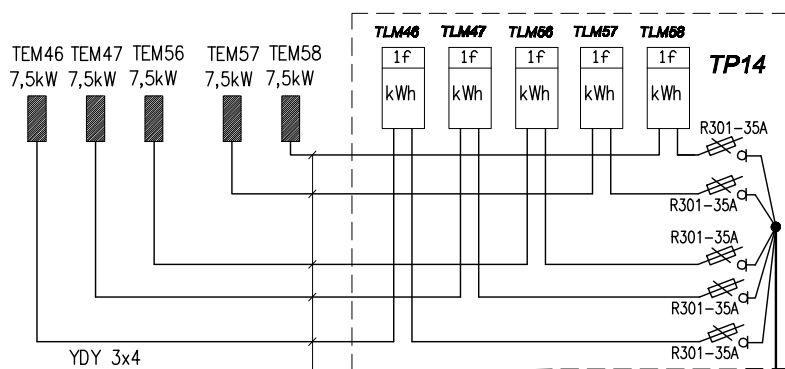 TLM46 TLM47 TLM56 TLM57 TLM58
TEM46 TEM47 TEM56 TEM57 TEM58
7,5kW 7,5kW 7,5kW 7,5kW 7,5kW
1f 1f 1f 1f 1f
TP14
kWh kWh kWh kWh kWh
R301-35A
R301-35A
R301-35A
R301-35A
R301-35A
YDY 3x4